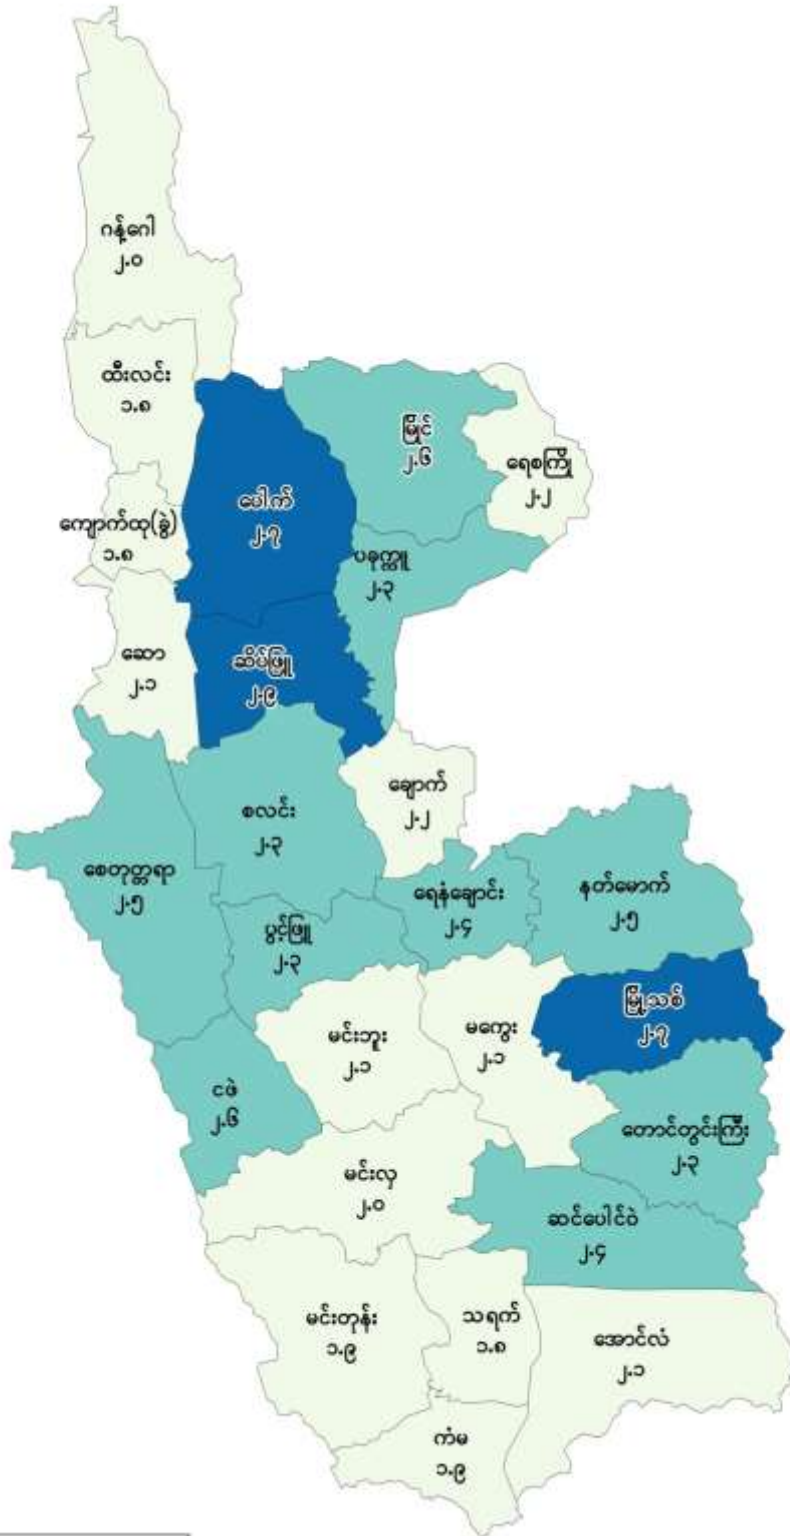 ဂန့်ဂေါ
၂.၀
ထီးလင်း
၁.၈
မြိုင်
၂.၆
ရေစကြို
၂.၂
ပေါက်
၂.၇
ကျောက်ထု(ခွဲ)
၁.၈
ပခုက္ကူ
၂.၃
ဆော
၂.၁
ဆိပ်ဖြူ
၂.၉
ချောက်
၂.၂
စလင်း
၂.၃
စေတုတ္တရာ
၂.၅
ရေနံချောင်း
၂.၄
နတ်မောက်
၂.၅
ပွင့်ဖြူ
၂.၃
မြို့သစ်
၂.၇
မင်းဘူး
၂.၁
မကွေး
၂.၁
ငဖဲ
၂.၆
တောင်တွင်းကြီး
၂.၃
မင်းလှ
၂.၀
ဆင်ပေါင်ဝဲ
၂.၄
မင်းတုန်း
၁.၉
သရက်
၁.၈
အောင်လံ
၂.၁
ကံမ
၁.၉